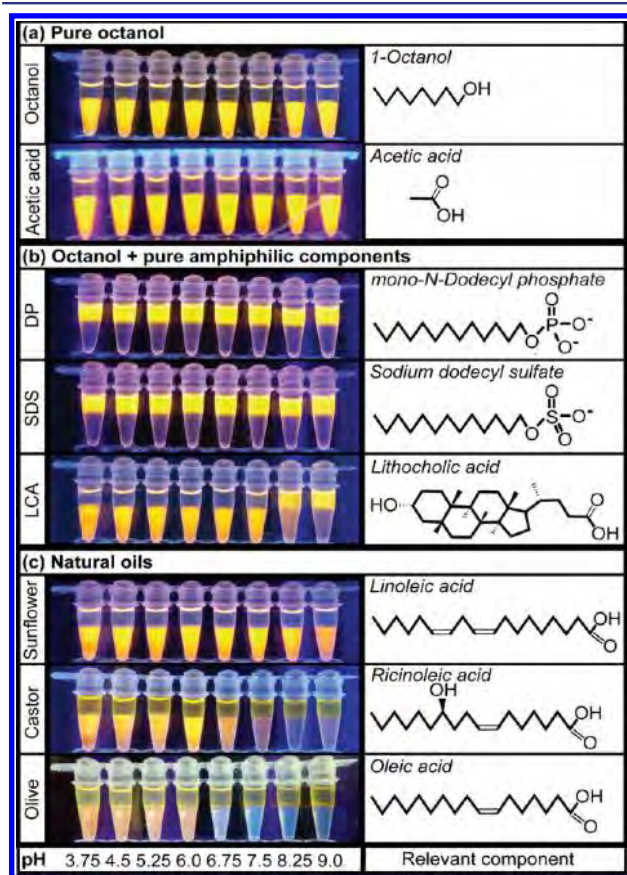 (a) Pure octanol
Octanol
1-Octanol
OH
Acetic acid
Acetic acid
O
OH
(b) Octanol + pure amphiphilic components
DP
mono-N-Dodecyl phosphate
O
P
O-
O
O-
SDS
Sodium dodecyl sulfate
O
S
O-
O
O
LCA
Lithocholic acid
HO
O
OH
(c) Natural oils
Sunflower
Linoleic acid
OH
O
Castor
Ricinoleic acid
OH
OH
O
Olive
Oleic acid
OH
O
pH 3.75 4.5 5.25 6.0 6.75 7.5 8.25 9.0
Relevant component